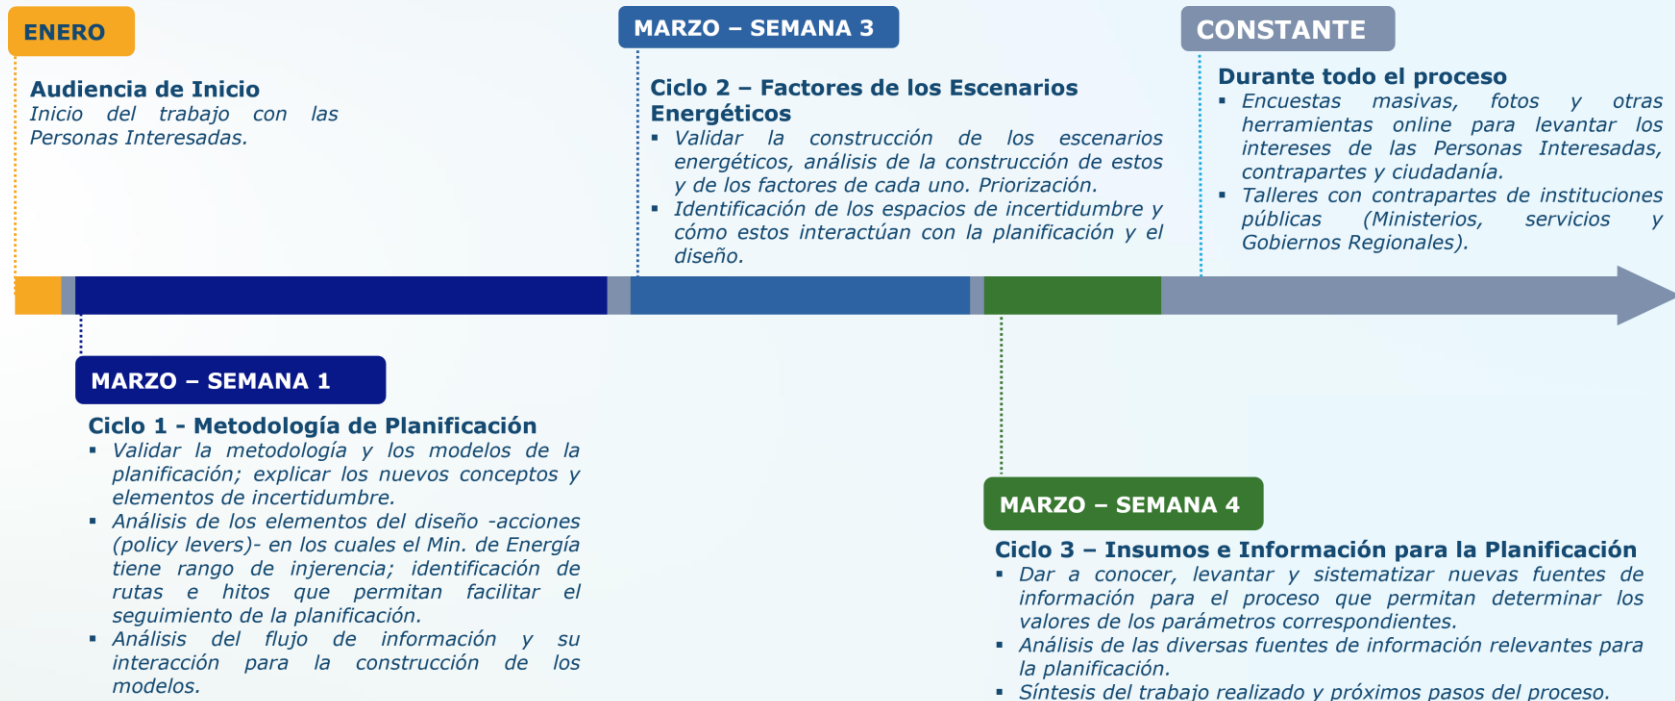 ENERO
Audiencia de Inicio
Inicio del trabajo con las
Personas Interesadas.
MARZO – SEMANA 1
Ciclo 1 - Metodología de Planificación
▪ Validar la metodología y los modelos de la
planificación; explicar los nuevos conceptos y
elementos de incertidumbre.
▪ Análisis de los elementos del diseño -acciones
(policy levers)- en los cuales el Min. de Energía
tiene rango de injerencia; identificación de
rutas e hitos que permitan facilitar el
seguimiento de la planificación.
▪ Análisis del flujo de información y su
interacción para la construcción de los
modelos.
MARZO – SEMANA 3
Ciclo 2 – Factores de los Escenarios
Energéticos
▪ Validar la construcción de los escenarios
energéticos, análisis de la construcción de estos
y de los factores de cada uno. Priorización.
▪ Identificación de los espacios de incertidumbre y
cómo estos interactúan con la planificación y el
diseño.
MARZO – SEMANA 4
Ciclo 3 – Insumos e Información para la Planificación
▪ Dar a conocer, levantar y sistematizar nuevas fuentes de
información para el proceso que permitan determinar los
valores de los parámetros correspondientes.
▪ Análisis de las diversas fuentes de información relevantes para
la planificación.
▪ Síntesis del trabajo realizado y próximos pasos del proceso.
CONSTANTE
Durante todo el proceso
▪ Encuestas masivas, fotos y otras
herramientas online para levantar los
intereses de las Personas Interesadas,
contrapartes y ciudadanía.
▪ Talleres con contrapartes de instituciones
públicas (Ministerios, servicios y
Gobiernos Regionales).